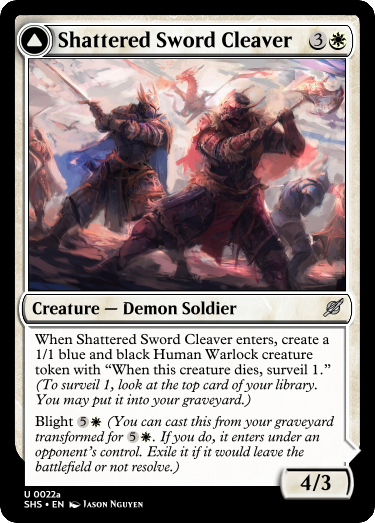 Shattered Sword Cleaver 3
Creature — Demon Soldier
When Shattered Sword Cleaver enters, create a
1/1 blue and black Human Warlock creature
token with “When this creature dies, surveil 1.”
(To surveil 1, look at the top card of your library.
You may put it into your graveyard.)
Blight 5 (You can cast this from your graveyard
transformed for 5 . If you do, it enters under an
opponent’s control. Exile it if it would leave the
battlefield or not resolve.)
4/3
U 0022a
SHS • EN Jason Nguyen